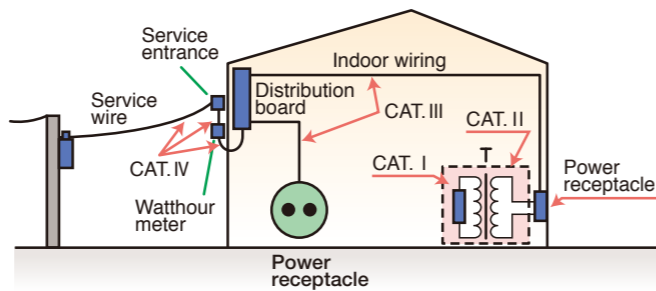 Service
entrance
Indoor wiring
Service
wire
Distribution
board
CAT. III
CAT. II
CAT. IV
CAT. I
T
Power
receptacle
Watthour
meter
Power
receptacle